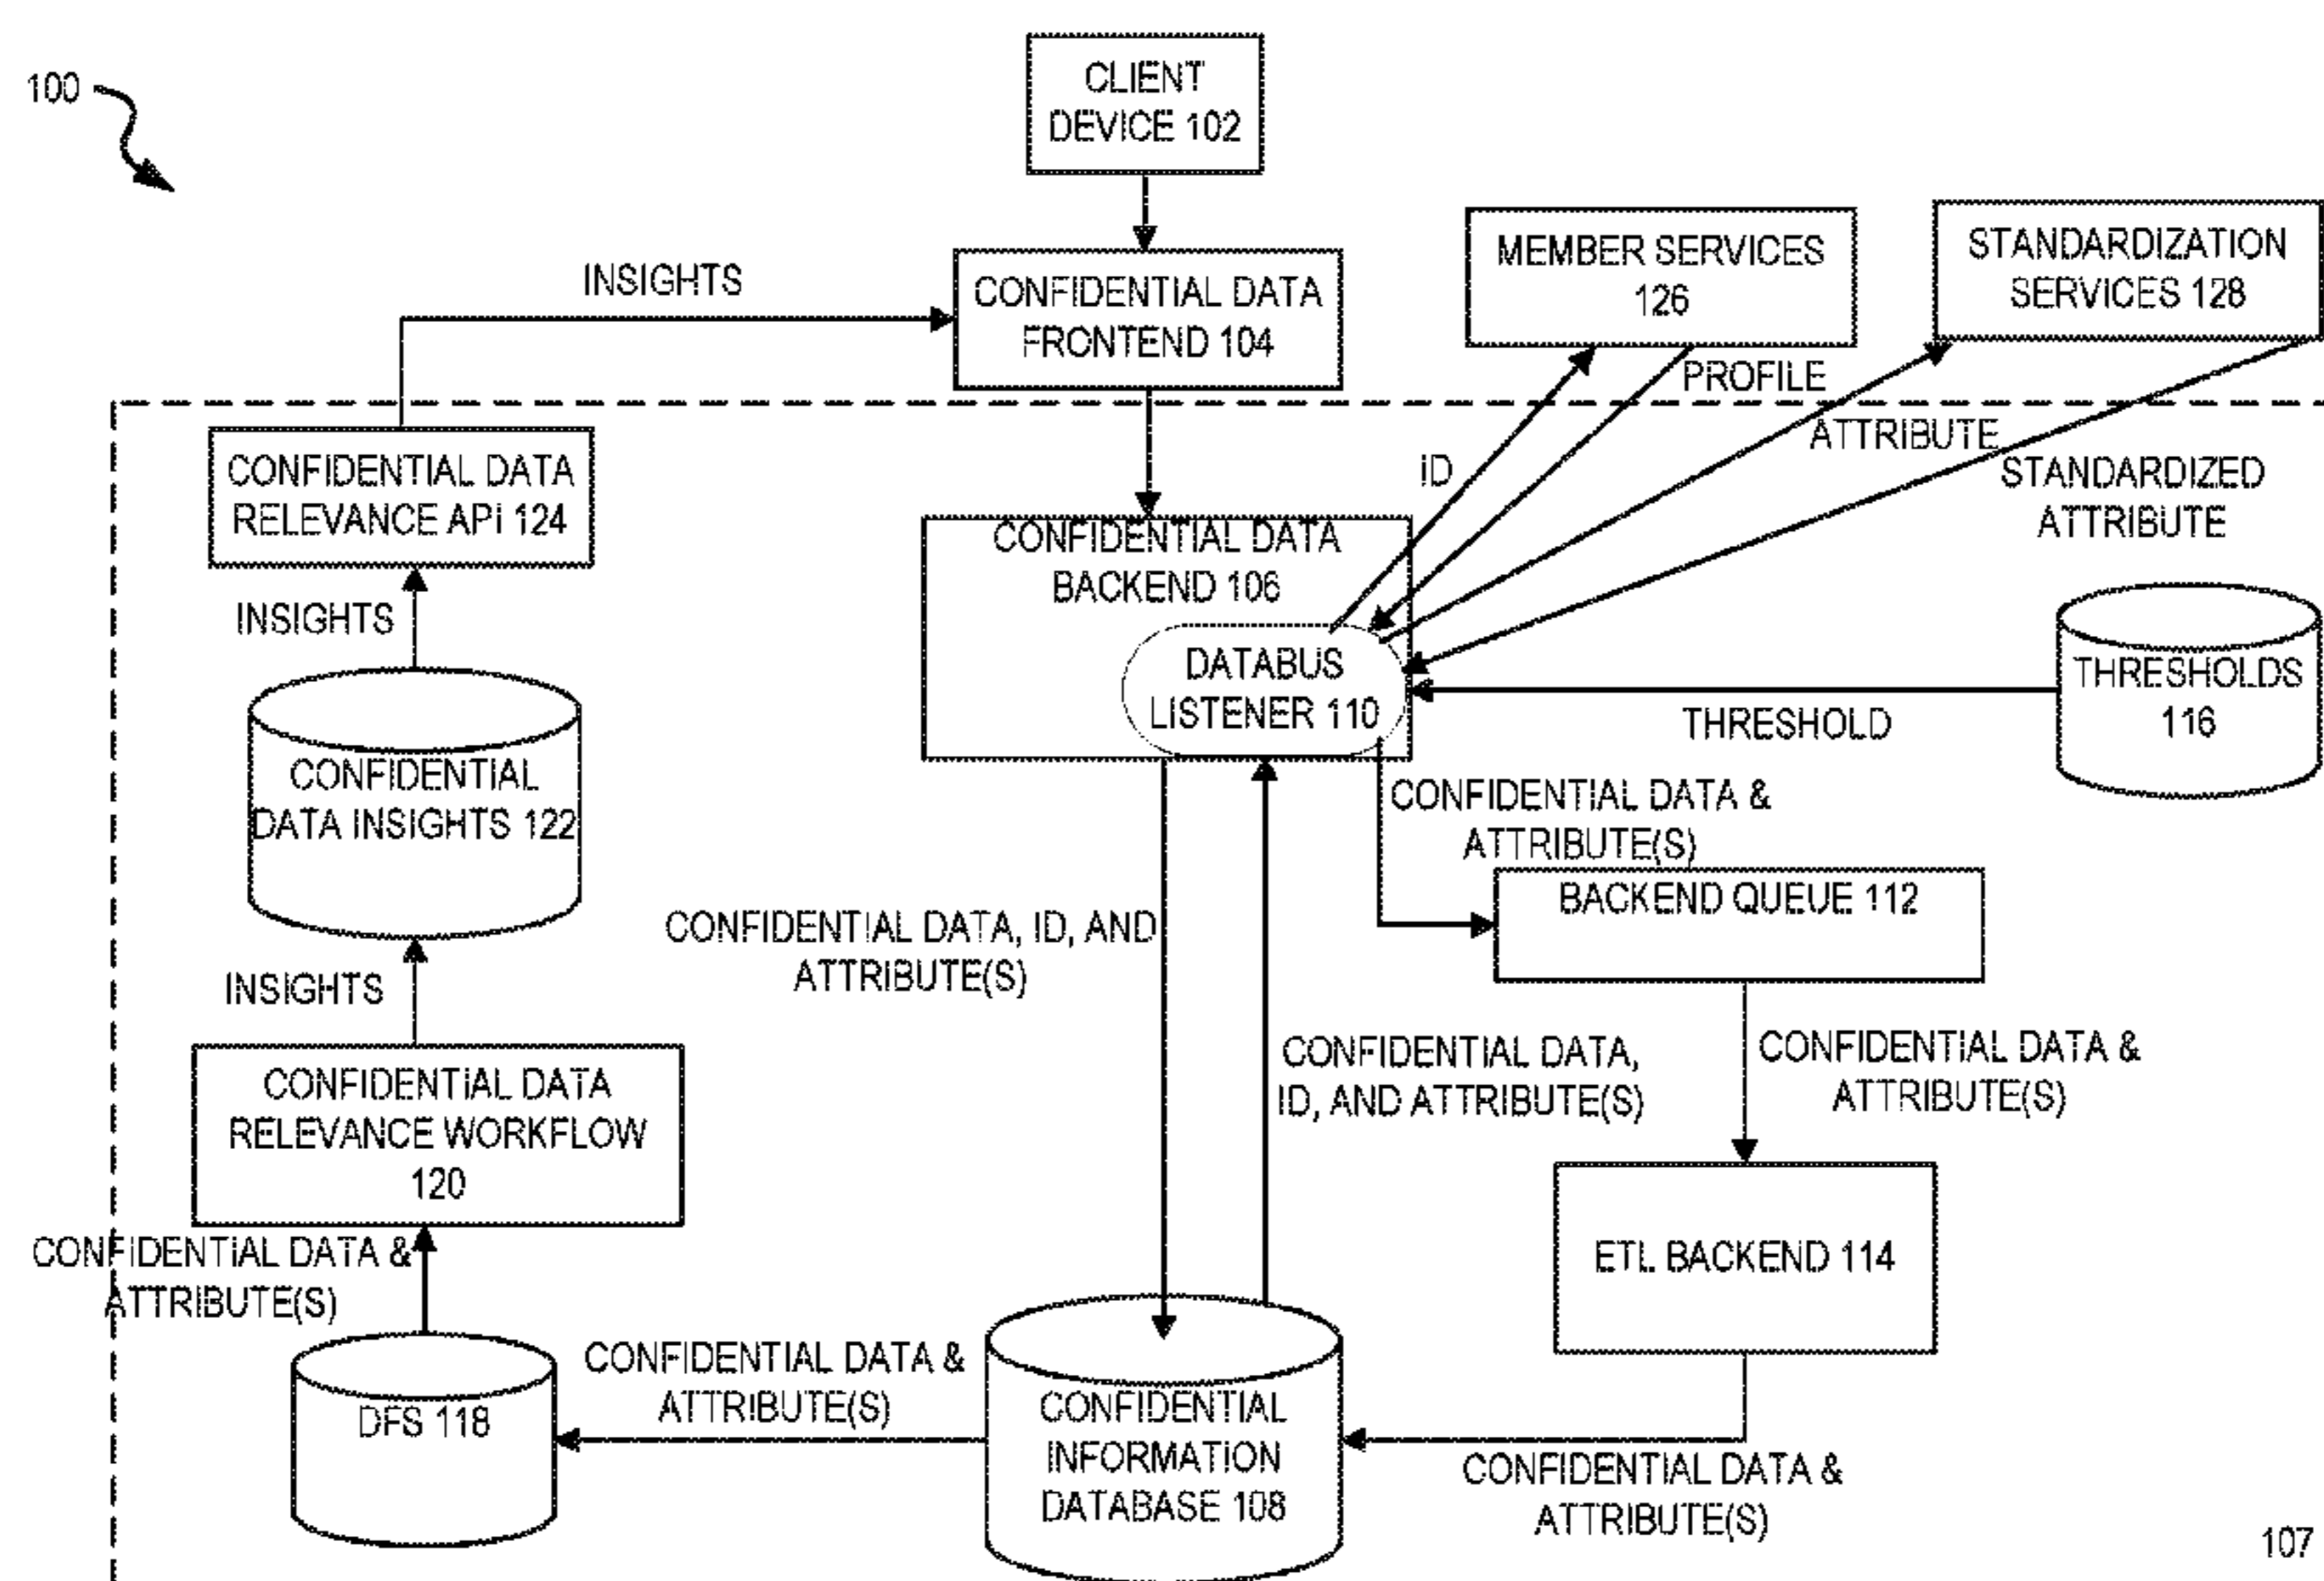 100
CLIENT
DEVICE 102
INSIGHTS
CONFIDENTIAL DATA
FRONTEND 104
MEMBER SERVICES
126
STANDARDIZATION
SERVICES 128
PROFILE
ATTRIBUTE
ID
STANDARDIZED
ATTRIBUTE
CONFIDENTIAL DATA
RELEVANCE API 124
CONFIDENTIAL DATA
BACKEND 106
DATABUS
LISTENER 110
THRESHOLDS
116
THRESHOLD
INSIGHTS
CONFIDENTIAL
DATA INSIGHTS 122
CONFIDENTIAL DATA &
ATTRIBUTE(S)
BACKEND QUEUE 112
CONFIDENTIAL DATA, ID, AND
ATTRIBUTE(S)
INSIGHTS
CONFIDENTIAL DATA
RELEVANCE WORKFLOW
120
CONFIDENTIAL DATA,
ID, AND ATTRIBUTE(S)
CONFIDENTIAL DATA &
ATTRIBUTE(S)
ETL BACKEND 114
CONFIDENTIAL DATA &
ATTRIBUTE(S)
DFS 118
CONFIDENTIAL DATA &
ATTRIBUTE(S)
CONFIDENTIAL
INFORMATION
DATABASE 108
CONFIDENTIAL DATA &
ATTRIBUTE(S)
107